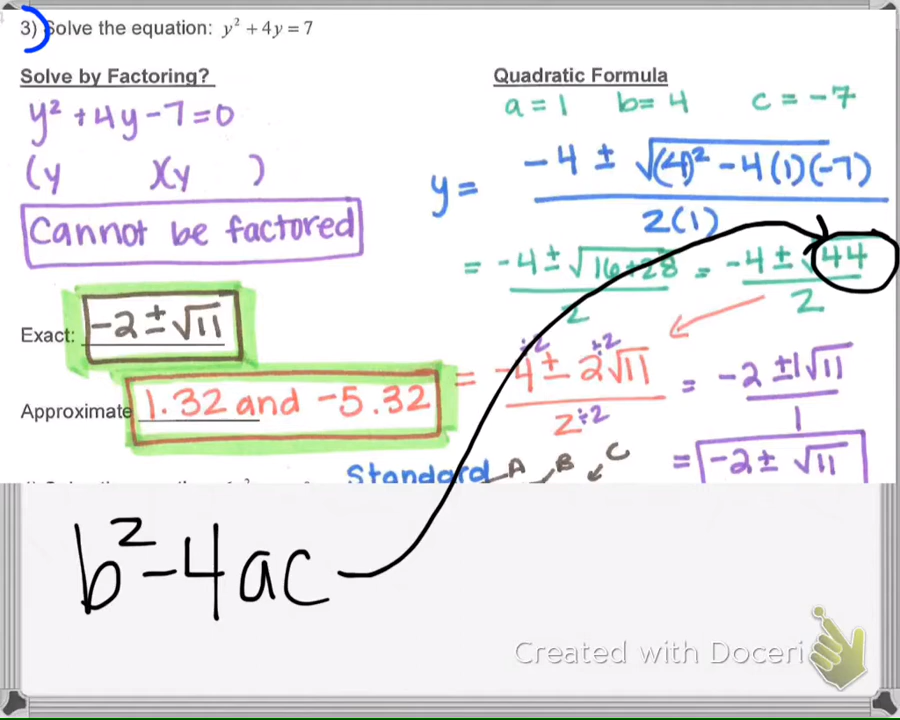 3) Solve the equation: y² + 4y = 7
Solve by Factoring?
y² + 4y - 7 = 0
(y )(y )
Cannot be factored
Exact: -2 ± √11
Approximate 1.32 and -5.32
Quadratic Formula
a = 1 b = 4 c = -7
y = -4 ± √(4)² - 4(1)(-7)
2(1)
= -4 ± √16+28 = -4 ± √44
2 2
÷2 ÷2
= -4 ± 2√11 = -2 ± 1√11
2÷2 1
= -2 ± √11
Standard A B C
b² - 4ac
Created with Doceri